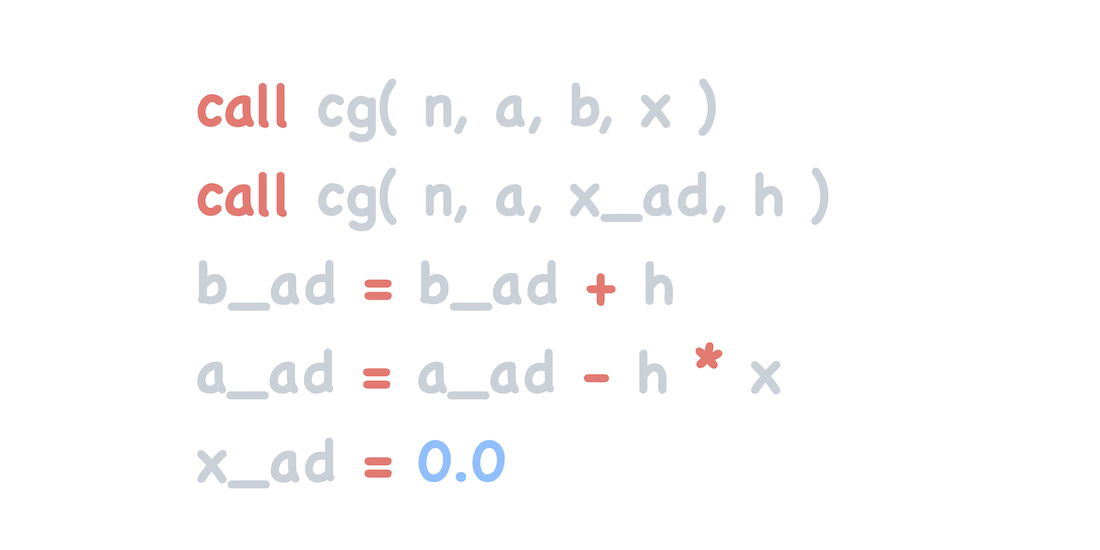 call cg( n, a, b, x )
call cg( n, a, x_ad, h )
b_ad = b_ad + h
a_ad = a_ad - h * x
x_ad = 0.0